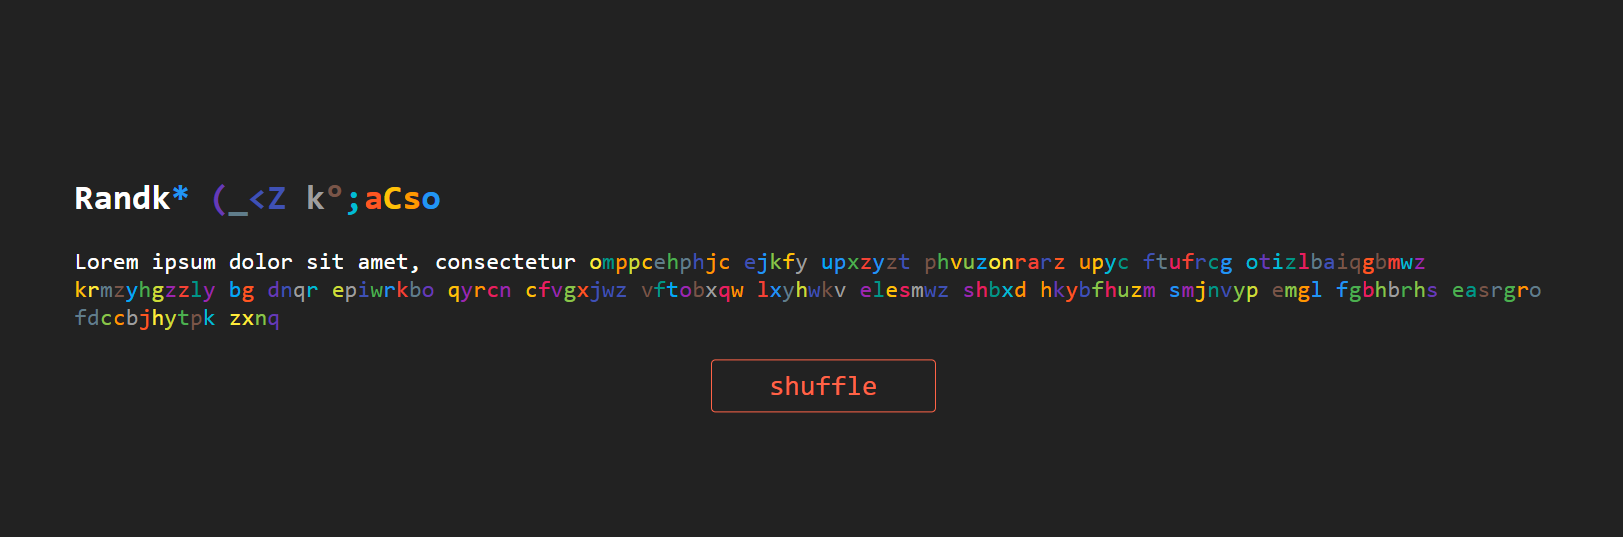 Randk* (_<Z kº;aCso
Lorem ipsum dolor sit amet, consectetur omppcehphjc ejkfy upxzyzt phvuzonrarz upyc ftufrcg otizlbaiqgbmwz
krmzyhgzzly bg dnqr epiwrkbo qyrcn cfvgxjwz vftobxqw lxyhwkv elesmwz shbxd hkybfhuzm smjnvyp emgl fgbhbrhs easrgro
fdccbjhytpk zxnq
shuffle